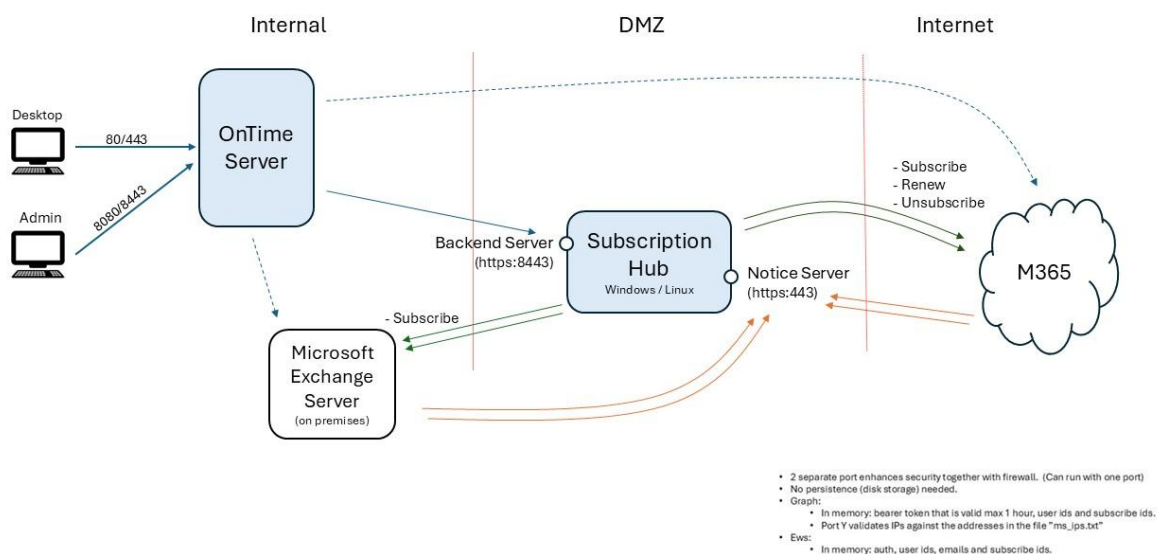 Internal
DMZ
Internet
Desktop
80/443
OnTime
Server
Admin
8080/8443
- Subscribe
- Renew
- Unsubscribe
Backend Server
(https:8443)
Subscription
Hub
Windows / Linux
Notice Server
(https:443)
M365
- Subscribe
Microsoft
Exchange
Server
(on premises)
• 2 separate port enhances security together with firewall. (Can run with one port)
• No persistence (disk storage) needed.
• Graph:
• In memory: bearer token that is valid max 1 hour, user ids and subscribe ids.
• Port Y validates IPs against the addresses in the file "ms_ips.txt"
• Ews:
• In memory: auth, user ids, emails and subscribe ids.